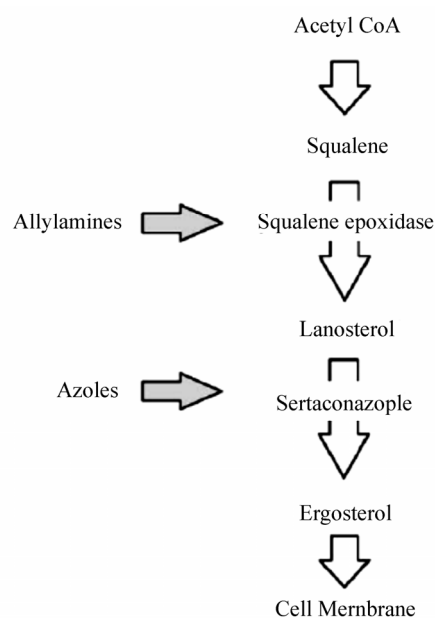 Acetyl CoA
Squalene
Allylamines
Squalene epoxidase
Lanosterol
Azoles
Sertaconazople
Ergosterol
Cell Mernbrane